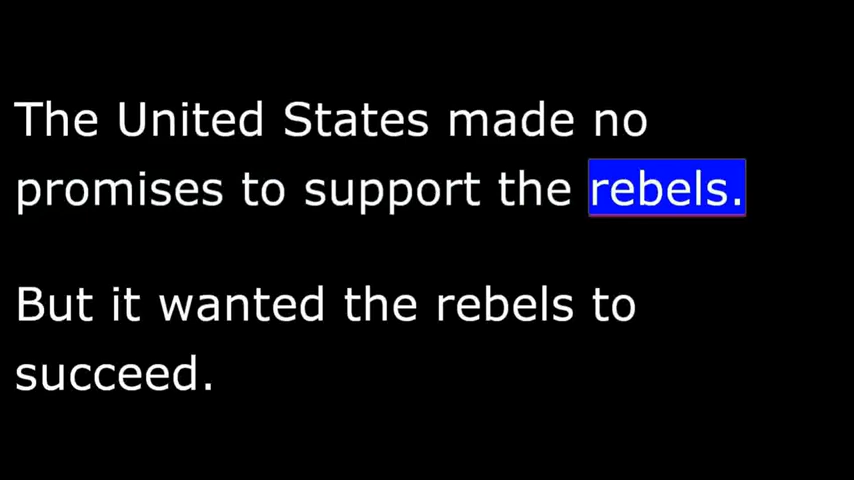 The United States made no
promises to support the rebels.
But it wanted the rebels to
succeed.